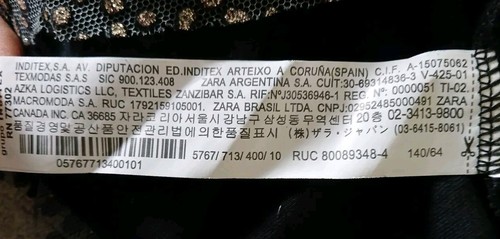 INDITEX,S.A. AV. DIPUTACION ED.INDITEX ARTEIXO A CORUÑA(SPAIN) C.I.F. A-15075062
TEXMODAS S.A.S SIC 900.123.408 ZARA ARGENTINA S.A. CUIT:30-69314836-3 V-425-01
AZKA LOGISTICS LLC, TEXTILES ZANZIBAR S.A. RIF:NºJ30536946-1 REG. Nº: 0000051 TI-02
MACROMODA S.A. RUC 1792159105001. ZARA BRASIL LTDA. CNPJ:02952485000491 ZARA
CANADA INC. CA 36685 자라코리아서울시강남구 삼성동무역센터 20층 02-3413-9800
품질경영및공산품안전관리법에의한품질표시 (株) ザラ・ジャパン (03-6415-8061)
05767713400101 5767/ 713/ 400/ 10 RUC 80089348-4 140/64
grupo
RN 77302